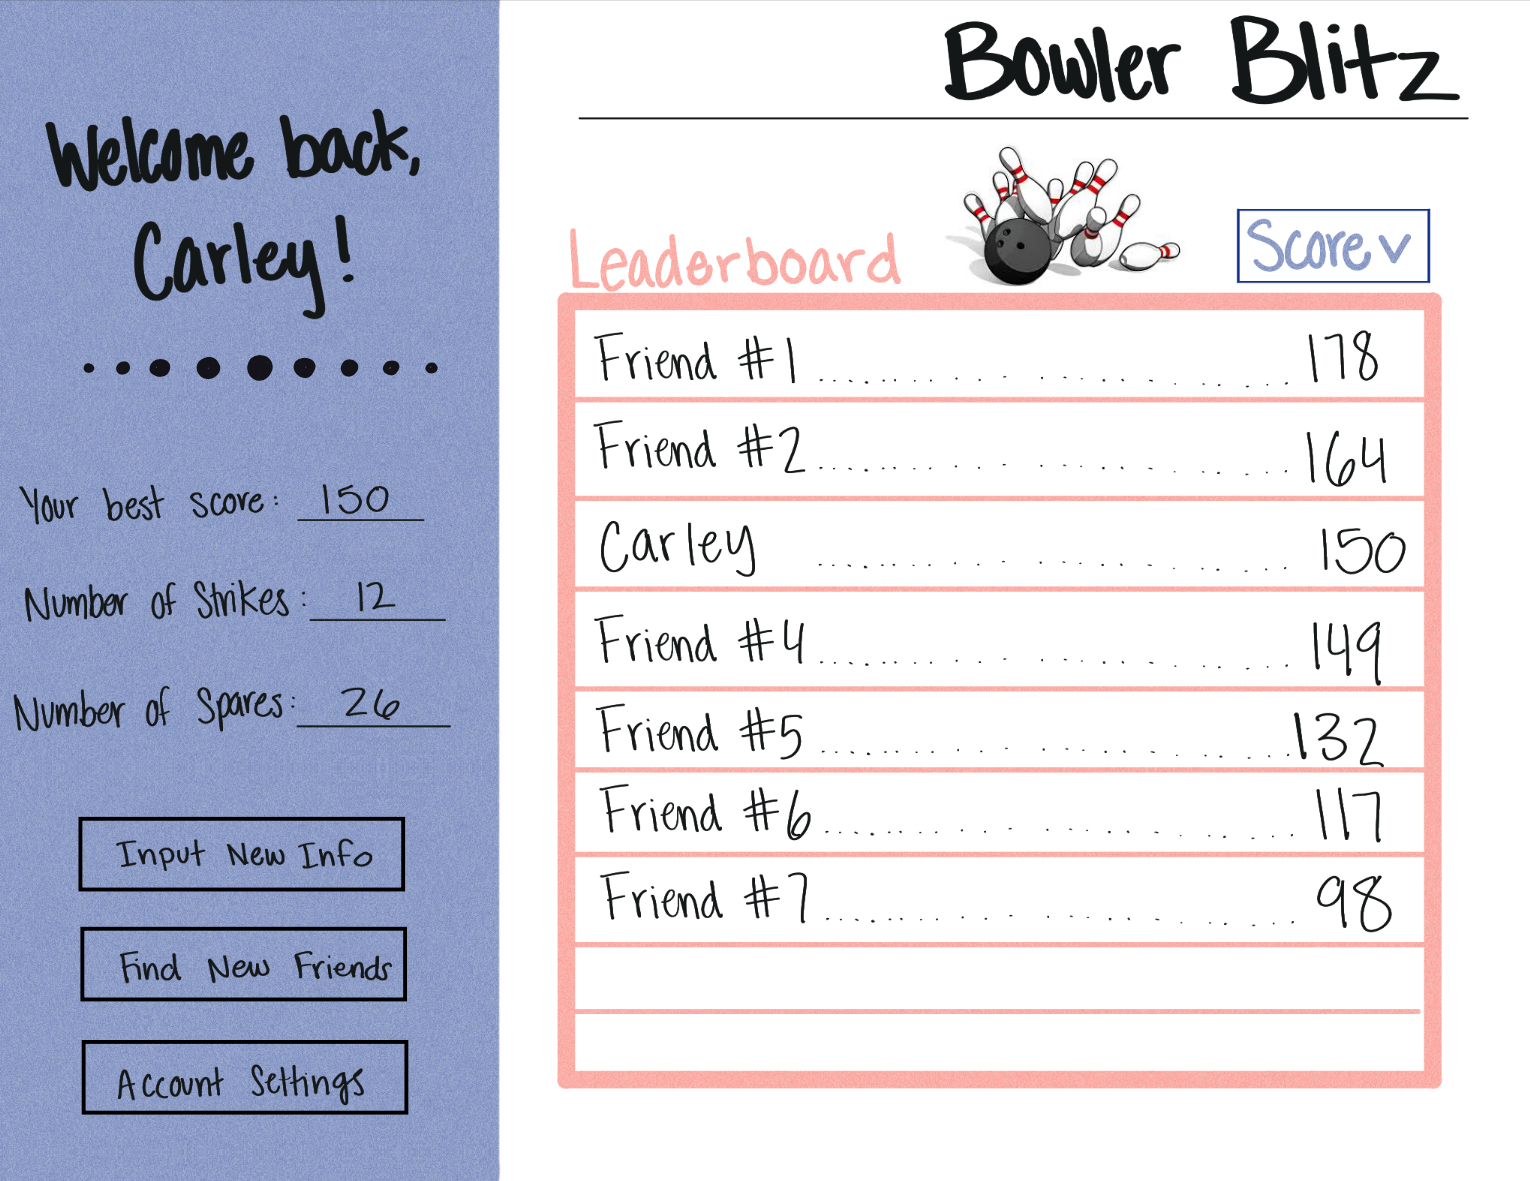 Welcome back,
Carley!
Your best score: 150
Number of Strikes: 12
Number of Spares: 26
Input New Info
Find New Friends
Account Settings
Bowler Blitz
Leaderboard
Score
Friend #1 178
Friend #2 164
Carley 150
Friend #4 149
Friend #5 132
Friend #6 117
Friend #7 98